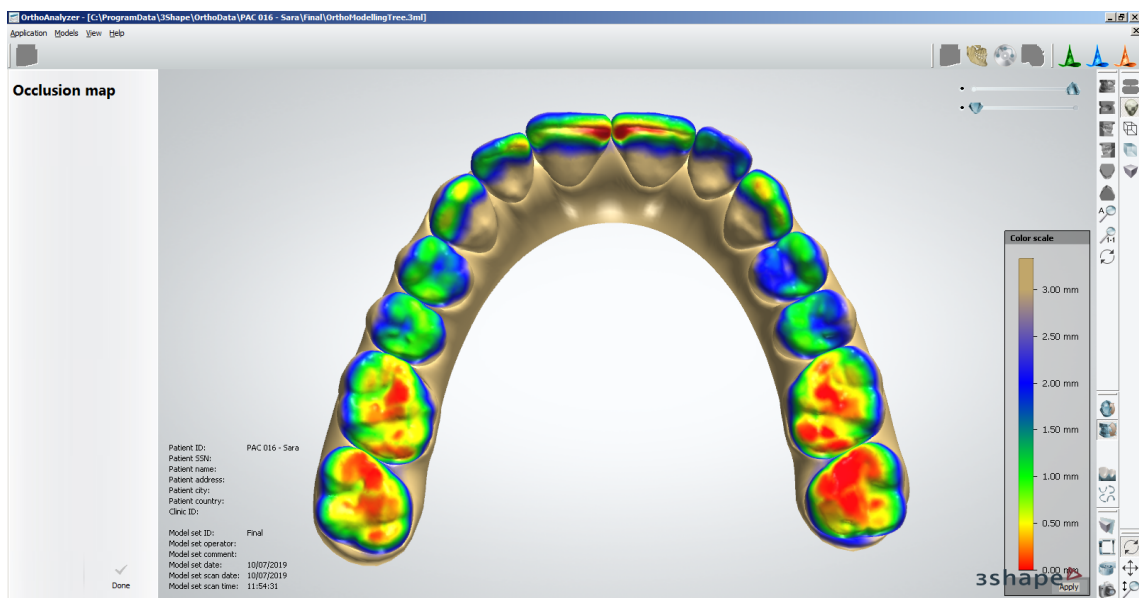 OrthoAnalyzer - [C:\ProgramData\3Shape\OrthoData\PAC 016 - Sara\Final\OrthoModellingTree.3ml]
Application Models View Help
Occlusion map
A
1-1
Color scale
3.00 mm
2.50 mm
2.00 mm
1.50 mm
1.00 mm
0.50 mm
0.00 mm
Patient ID: PAC 016 - Sara
Patient SSN:
Patient name:
Patient address:
Patient city:
Patient country:
Clinic ID:
Model set ID: Final
Model set operator:
Model set comment:
Model set date: 10/07/2019
Model set scan date: 10/07/2019
Model set scan time: 11:54:31
Done
3shape
Apply